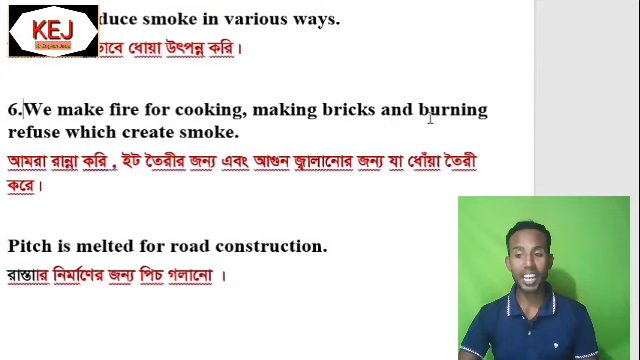 KEJ
duce smoke in various ways.
ভাবে ধোয়া উৎপন্ন করি।
6.We make fire for cooking, making bricks and burning
refuse which create smoke.
আমরা রান্না করি , ইট তৈরীর জন্য এবং আগুন জ্বালানোর জন্য যা ধোঁয়া তৈরী
করে।
Pitch is melted for road construction.
রাস্তাার নির্মাণের জন্য পিচ গলানো ।